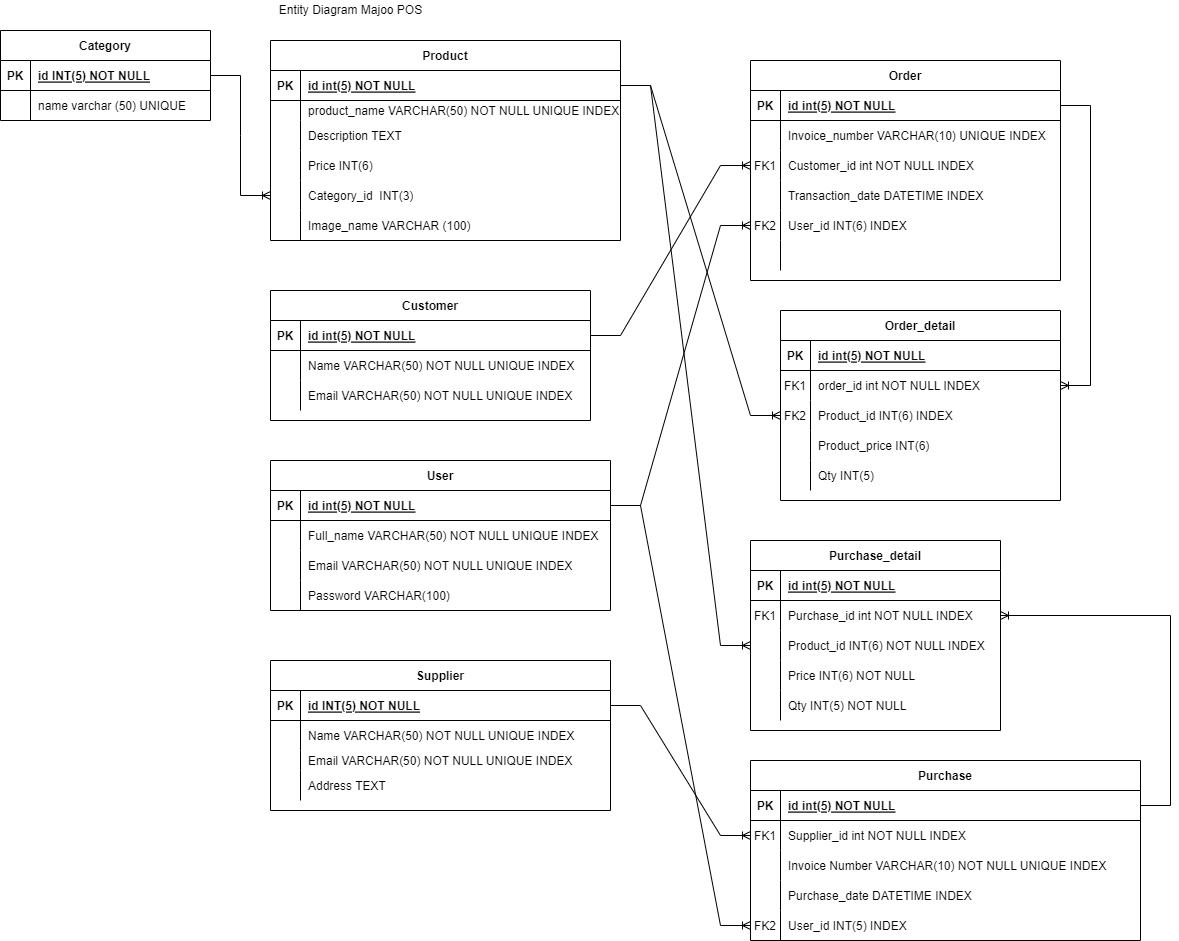 Entity Diagram Majoo POS
Category
PK id INT(5) NOT NULL
name varchar (50) UNIQUE
Product
PK id int(5) NOT NULL
product_name VARCHAR(50) NOT NULL UNIQUE INDEX
Description TEXT
Price INT(6)
Category_id INT(3)
Image_name VARCHAR (100)
Customer
PK id int(5) NOT NULL
Name VARCHAR(50) NOT NULL UNIQUE INDEX
Email VARCHAR(50) NOT NULL UNIQUE INDEX
User
PK id int(5) NOT NULL
Full_name VARCHAR(50) NOT NULL UNIQUE INDEX
Email VARCHAR(50) NOT NULL UNIQUE INDEX
Password VARCHAR(100)
Supplier
PK id INT(5) NOT NULL
Name VARCHAR(50) NOT NULL UNIQUE INDEX
Email VARCHAR(50) NOT NULL UNIQUE INDEX
Address TEXT
Order
PK id int(5) NOT NULL
Invoice_number VARCHAR(10) UNIQUE INDEX
FK1 Customer_id int NOT NULL INDEX
Transaction_date DATETIME INDEX
FK2 User_id INT(6) INDEX
Order_detail
PK id int(5) NOT NULL
FK1 order_id int NOT NULL INDEX
FK2 Product_id INT(6) INDEX
Product_price INT(6)
Qty INT(5)
Purchase_detail
PK id int(5) NOT NULL
FK1 Purchase_id int NOT NULL INDEX
Product_id INT(6) NOT NULL INDEX
Price INT(6) NOT NULL
Qty INT(5) NOT NULL
Purchase
PK id int(5) NOT NULL
FK1 Supplier_id int NOT NULL INDEX
Invoice Number VARCHAR(10) NOT NULL UNIQUE INDEX
Purchase_date DATETIME INDEX
FK2 User_id INT(5) INDEX